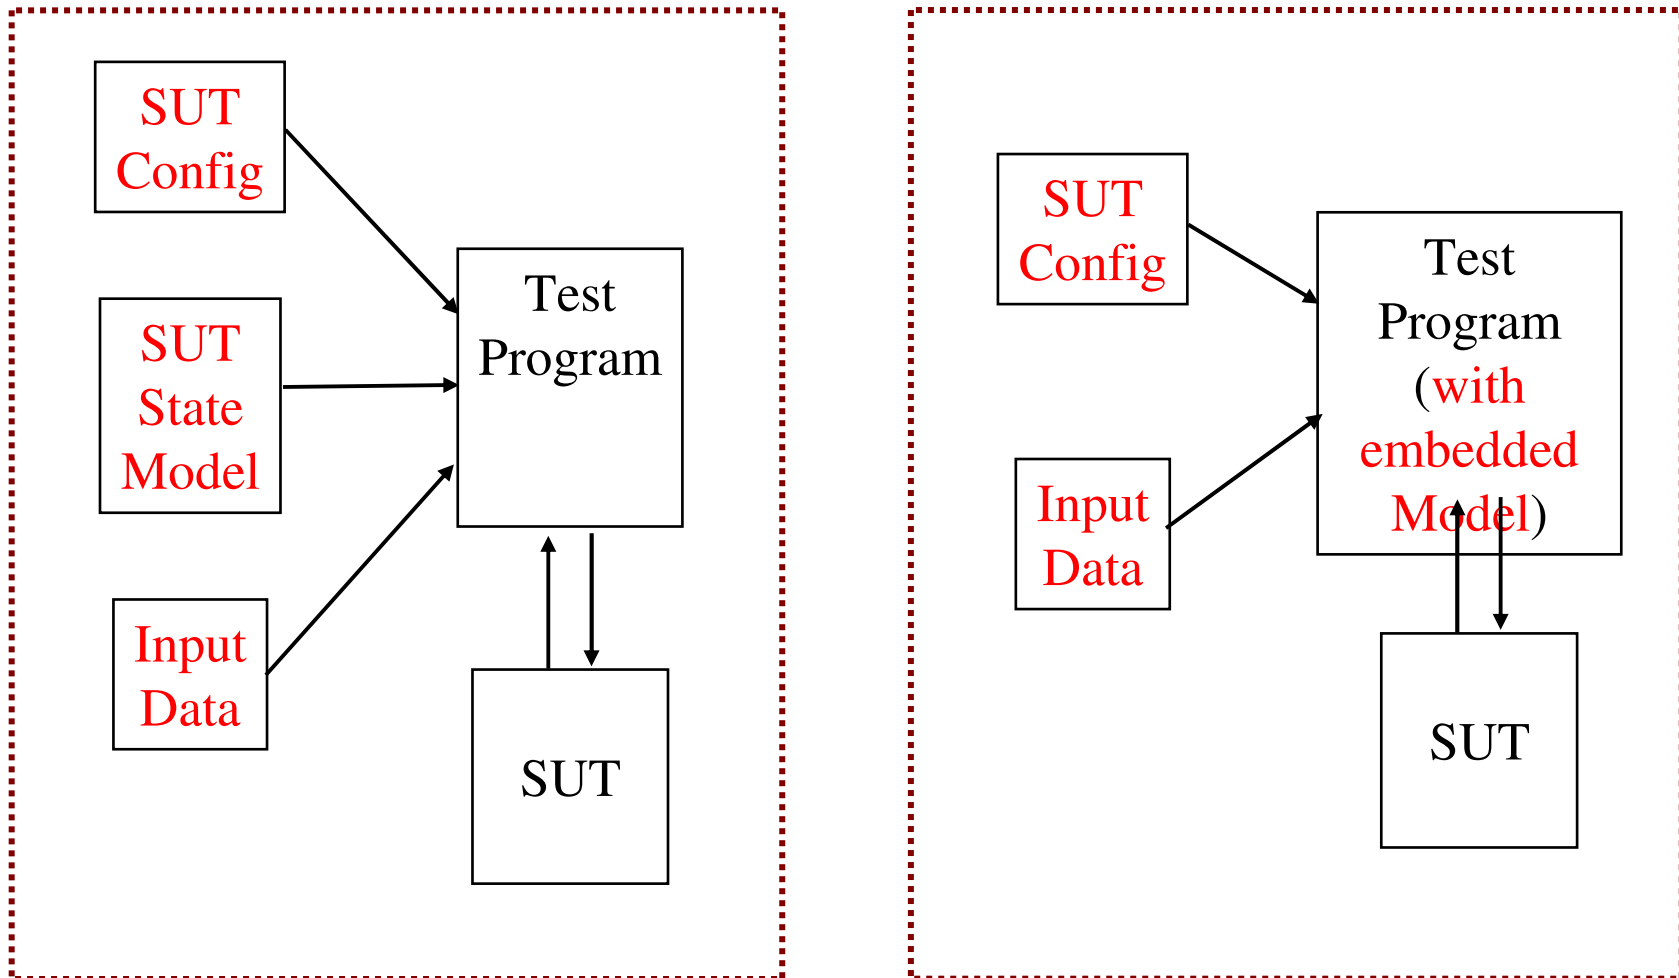 SUT
Config
SUT
State
Model
Input
Data
Test
Program
SUT
SUT
Config
Input
Data
Test
Program
(with
embedded
Model)
SUT